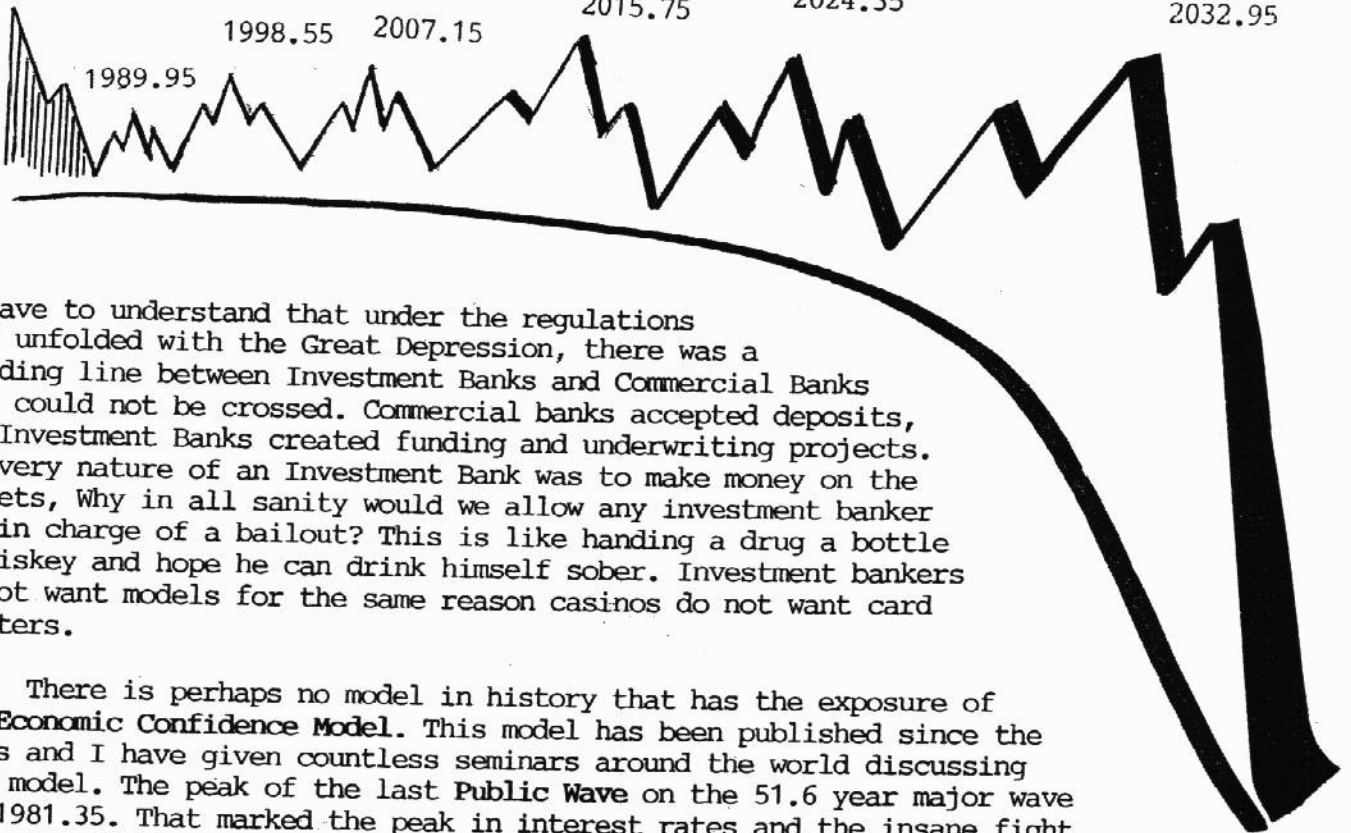 2015.75 2024.35 2032.95
1998.55 2007.15
1989.95
ave to understand that under the regulations
unfolded with the Great Depression, there was a
ding line between Investment Banks and Commercial Banks
could not be crossed. Commercial banks accepted deposits,
Investment Banks created funding and underwriting projects.
very nature of an Investment Bank was to make money on the
ets, Why in all sanity would we allow any investment banker
in charge of a bailout? This is like handing a drug a bottle
iskey and hope he can drink himself sober. Investment bankers
ot want models for the same reason casinos do not want card
ters.
There is perhaps no model in history that has the exposure of
Economic Confidence Model. This model has been published since the
s and I have given countless seminars around the world discussing
model. The peak of the last Public Wave on the 51.6 year major wave
1981.35. That marked the peak in interest rates and the insane fight